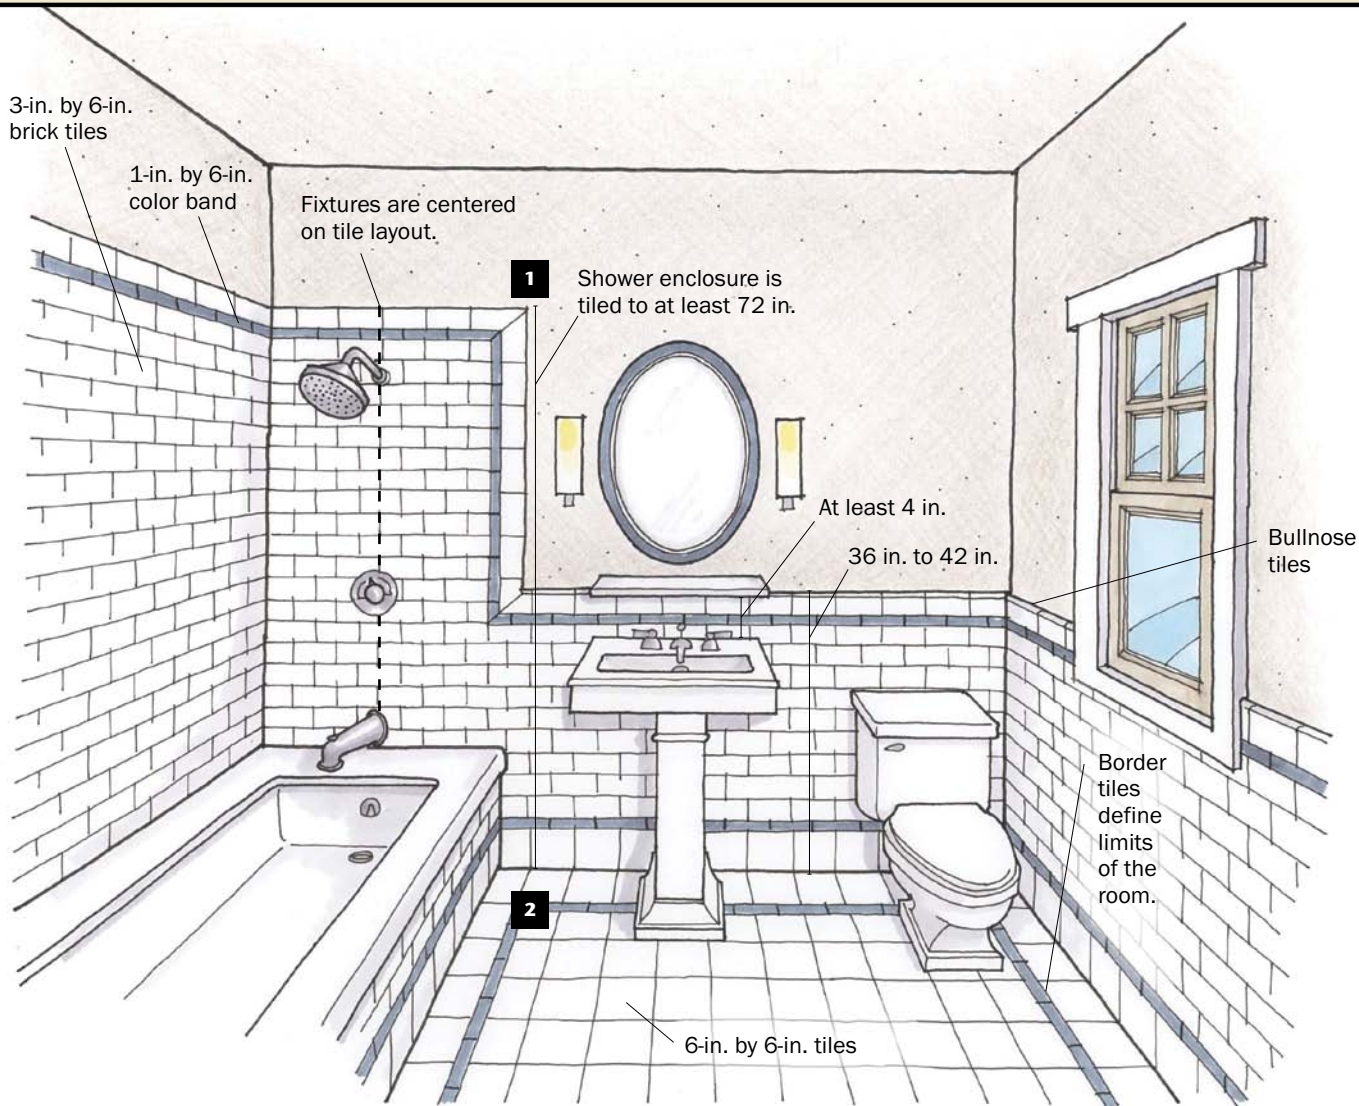 3-in. by 6-in.
brick tiles
1-in. by 6-in.
color band
Fixtures are centered
on tile layout.
1
Shower enclosure is
tiled to at least 72 in.
At least 4 in.
36 in. to 42 in.
Bullnose
tiles
Border
tiles
define
limits
of the
room.
2
6-in. by 6-in. tiles